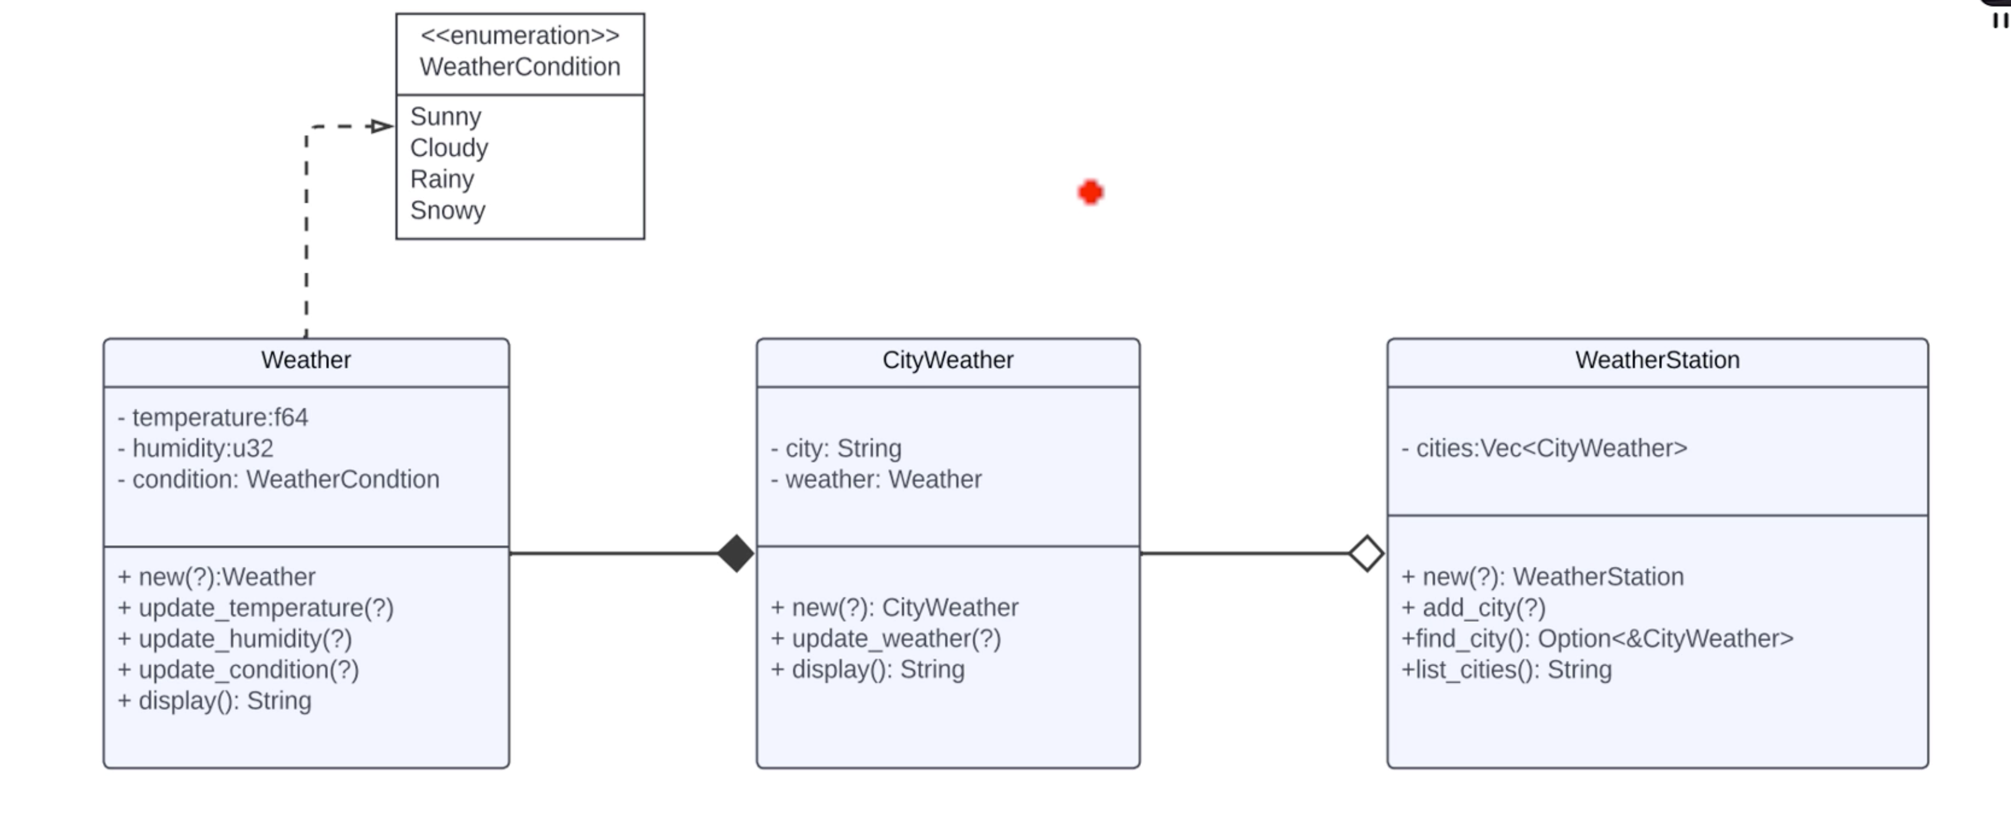 <<enumeration>>
WeatherCondition
Sunny
Cloudy
Rainy
Snowy
Weather
- temperature:f64
- humidity:u32
- condition: WeatherCondtion
+ new(?):Weather
+ update_temperature(?)
+ update_humidity(?)
+ update_condition(?)
+ display(): String
CityWeather
- city: String
- weather: Weather
+ new(?): CityWeather
+ update_weather(?)
+ display(): String
WeatherStation
- cities:Vec<CityWeather>
+ new(?): WeatherStation
+ add_city(?)
+find_city(): Option<&CityWeather>
+list_cities(): String